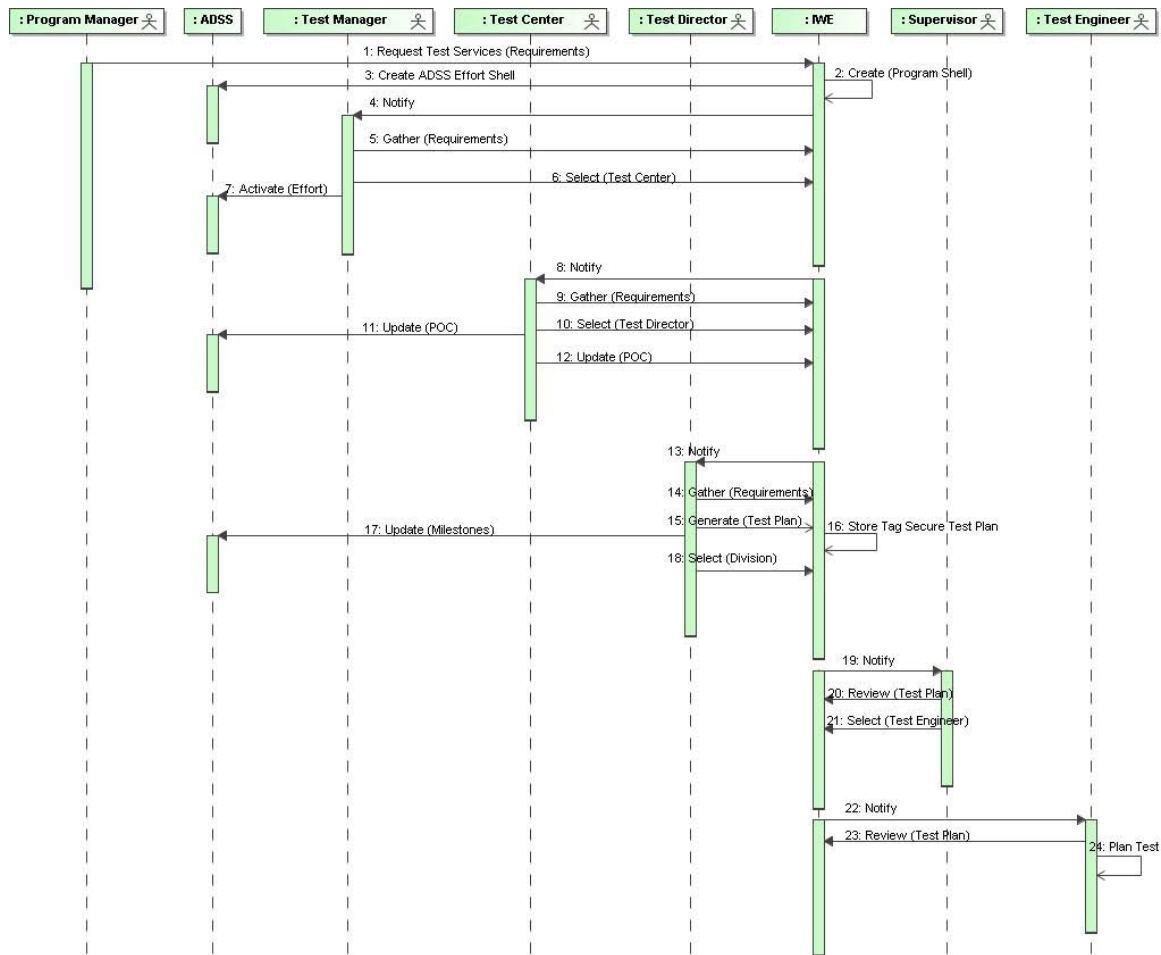 : Program Manager
: ADSS
: Test Manager
: Test Center
: Test Director
: IWE
: Supervisor
: Test Engineer
1: Request Test Services (Requirements)
2: Create (Program Shell)
3: Create ADSS Effort Shell
4: Notify
5: Gather (Requirements)
6: Select (Test Center)
7: Activate (Effort)
8: Notify
9: Gather (Requirements)
10: Select (Test Director)
11: Update (POC)
12: Update (POC)
13: Notify
14: Gather (Requirements)
15: Generate (Test Plan)
16: Store Tag Secure Test Plan
17: Update (Milestones)
18: Select (Division)
19: Notify
20: Review (Test Plan)
21: Select (Test Engineer)
22: Notify
23: Review (Test Plan)
24: Plan Test